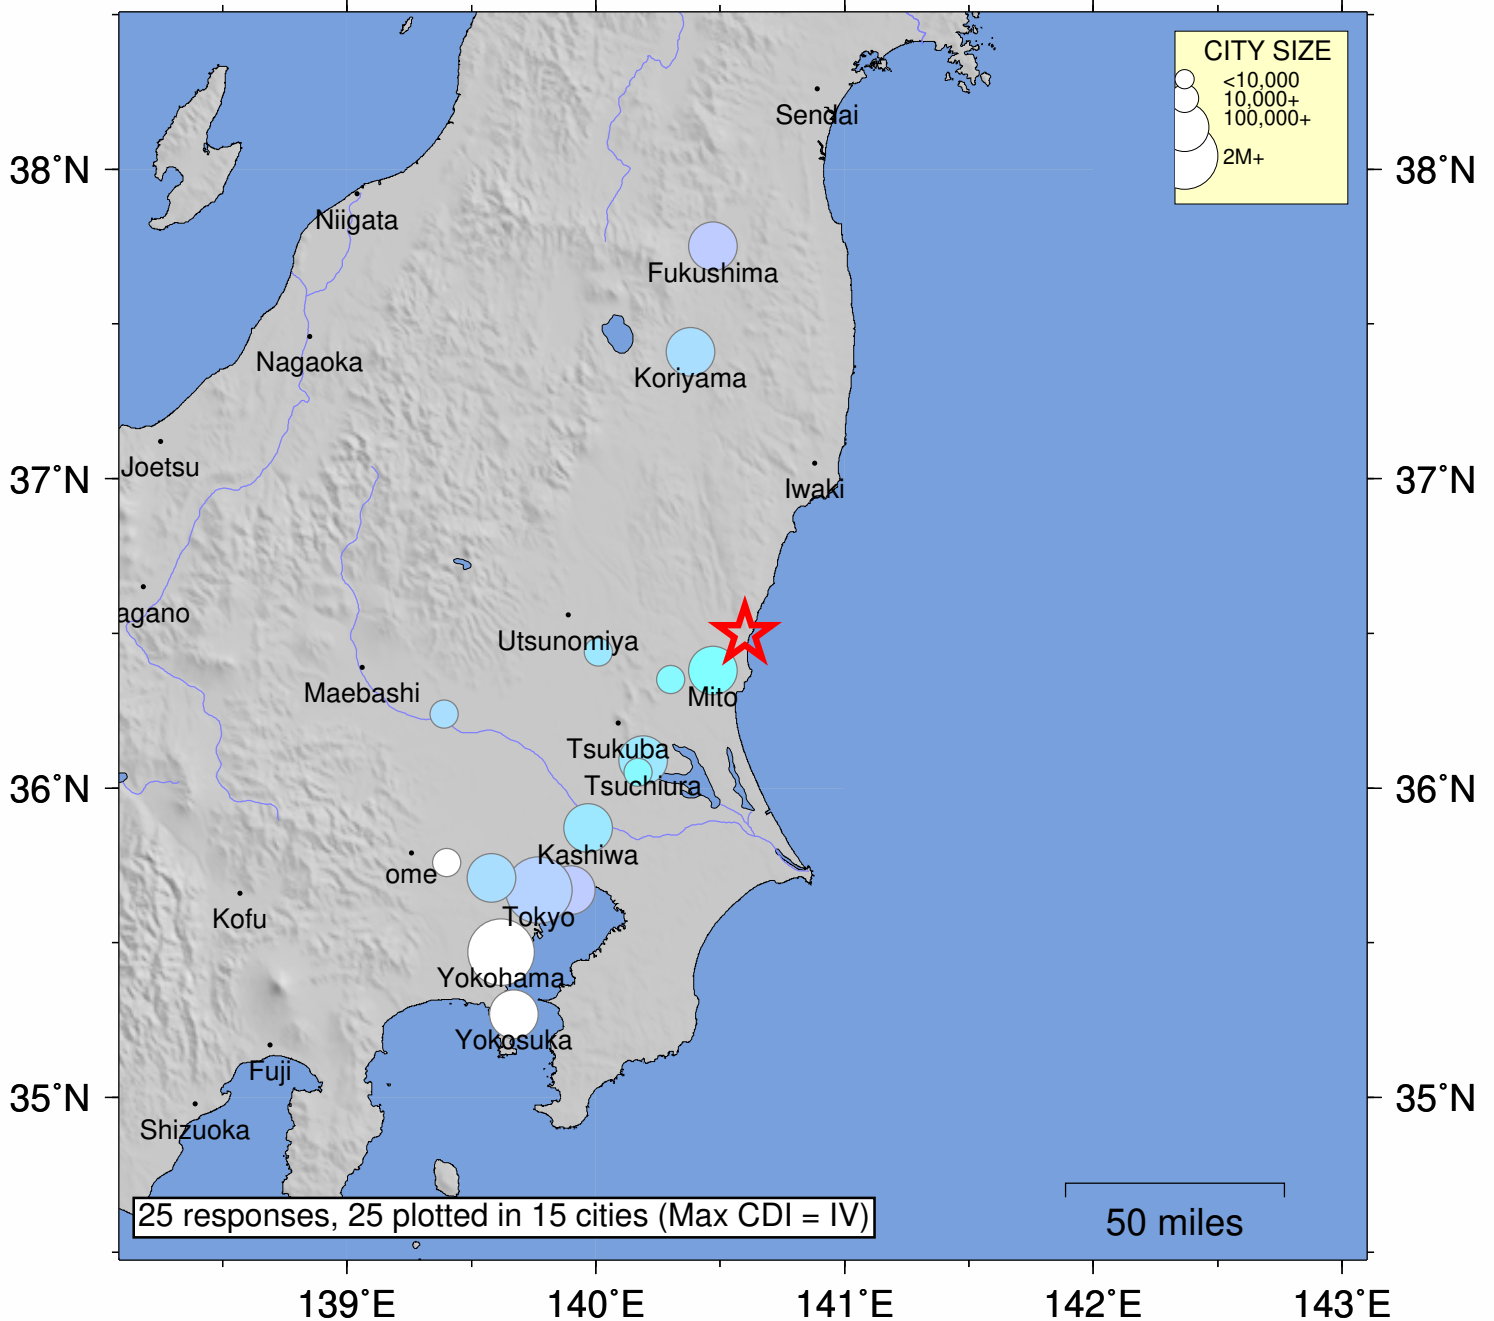 CITY SIZE
<10,000
10,000+
100,000+
2M+
Sendai
38°N
38°N
Niigata
Fukushima
Nagaoka
Koriyama
Joetsu
37°N
37°N
Iwaki
agano
Utsunomiya
Maebashi
Mito
Tsukuba
Tsuchiura
36°N
36°N
Kashiwa
ome
Kofu
Tokyo
Yokohama
Yokosuka
Fuji
35°N
35°N
Shizuoka
25 responses, 25 plotted in 15 cities (Max CDI = IV)
50 miles
139°E
140°E
141°E
142°E
143°E